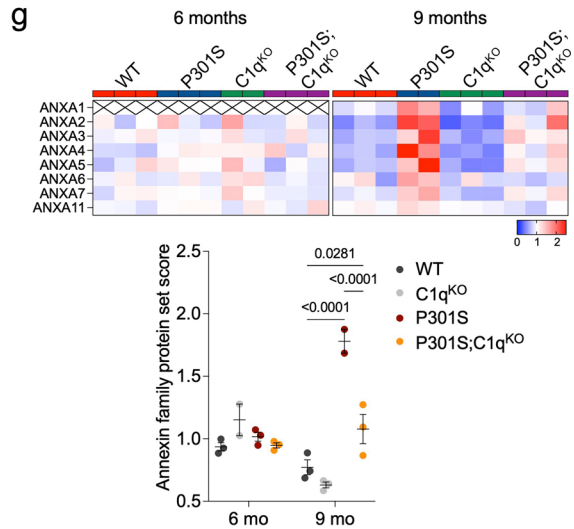 g
6 months
9 months
WT
P301S
C1qKO
P301S;
C1qKO
WT
P301S
C1qKO
P301S;
C1qKO
ANXA1
ANXA2
ANXA3
ANXA4
ANXA5
ANXA6
ANXA7
ANXA11
0 1 2
Annexin family protein set score
2.5
2.0
1.5
1.0
0.5
0.0281
<0.0001
<0.0001
6 mo
9 mo
WT
C1qKO
P301S
P301S;C1qKO